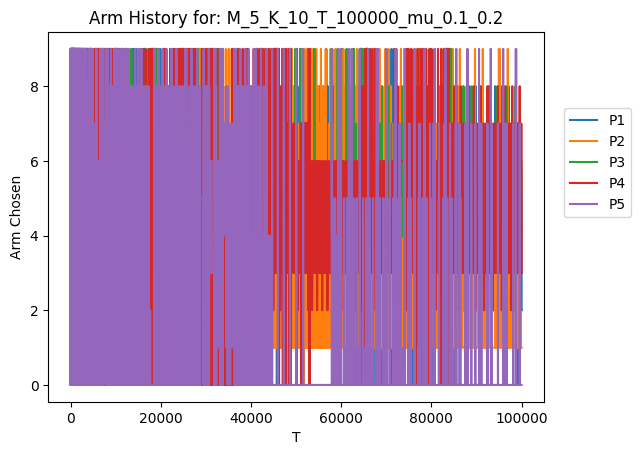 Arm History for: M_5_K_10_T_100000_mu_0.1_0.2
Arm Chosen
8
6
4
2
0
0 20000 40000 60000 80000 100000
T
P1
P2
P3
P4
P5